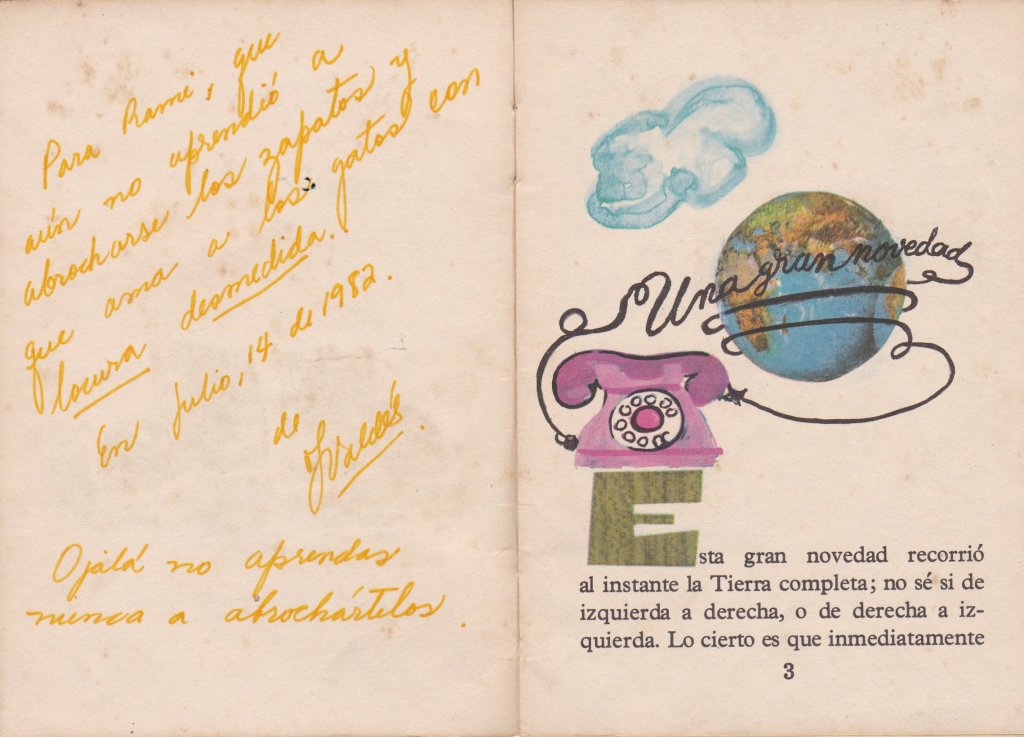 Para Rami, que
aún no aprendió a
abrocharse los zapatos y
que ama a los gatos con
locura desmedida.
En julio, 14 de 1982.
de
Valdés.
Ojalá no aprendas
nunca a abrochártelos.
Una gran novedad
Esta gran novedad recorrió
al instante la Tierra completa; no sé si de
izquierda a derecha, o de derecha a iz-
quierda. Lo cierto es que inmediatamente
3